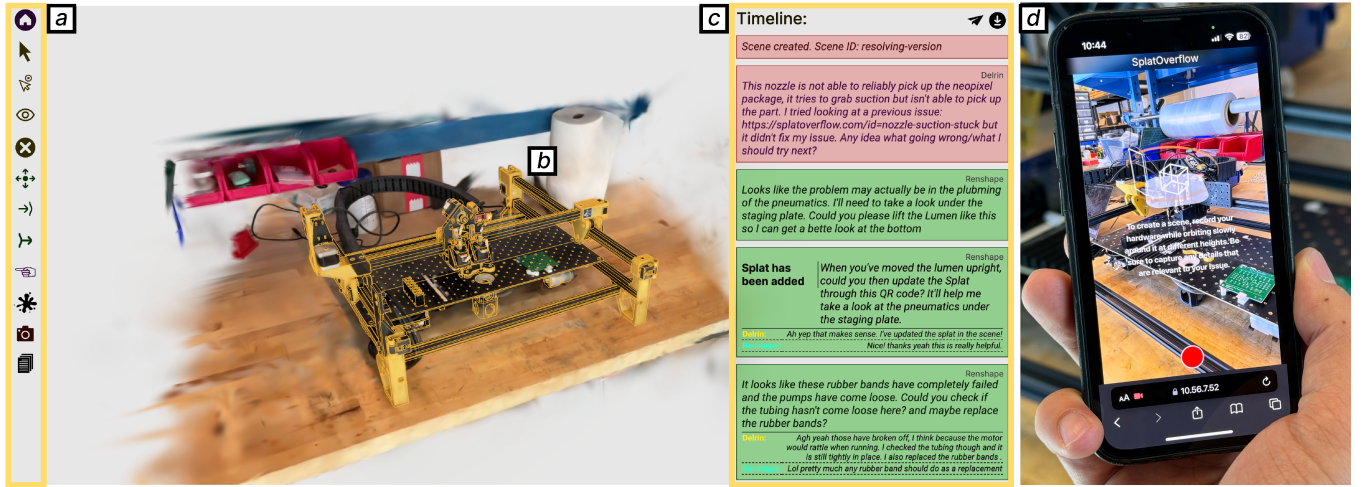 a
b
c
Timeline:
Scene created. Scene ID: resolving-version
Delrin
This nozzle is not able to reliably pick up the neopixel
package, it tries to grab suction but isn't able to pick up
the part. I tried looking at a previous issue:
https://splatoverflow.com/id=nozzle-suction-stuck but
it didn't fix my issue. Any idea what going wrong/what I
should try next?
Renshape
Looks like the problem may actually be in the plubming
of the pneumatics. I'll need to take a look under the
staging plate. Could you please lift the Lumen like this
so I can get a bette look at the bottom
Renshape
Splat has
been added
When you've moved the lumen upright,
could you then update the Splat
through this QR code? It'll help me
take a look at the pneumatics under
the staging plate.
Delrin:
Ah yep that makes sense. I've updated the splat in the scene!
Nice! thanks yeah this is really helpful.
Renshape
It looks like these rubber bands have completely failed
and the pumps have come loose. Could you check if
the tubing hasn't come loose here? and maybe replace
the rubber bands?
Delrin:
Agh yeah those have broken off, I think because the motor
would rattle when running. I checked the tubing though and it
is still tightly in place. I also replaced the rubber bands .
Lol pretty much any rubber band should do as a replacement
d
10:44
82
SplatOverflow
To create a scene, record your
hardware while orbiting slowly
around it at different heights. Be
sure to capture any details that
are relevant to your issue.
AA
10.56.7.52